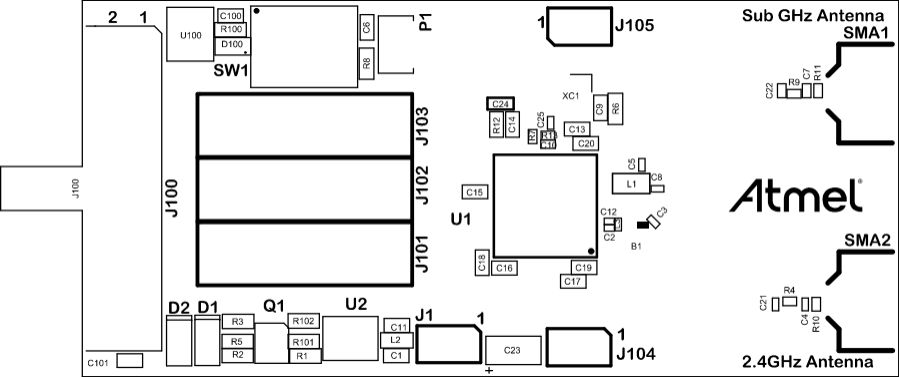 2 1
U100
C100
R100
D100
SW1
C6
R8
P1
1
J105
Sub GHz Antenna
SMA1
C22
R9
C7
R11
XC1
C24
R12
C14
C25
R7
C13
C20
C9
R6
J103
J102
J101
J100
J100
C15
U1
C5
L1
C8
C12
C2
C3
B1
Atmel®
C18
C16
C19
C17
SMA2
C21
R4
C4
R10
2.4GHz Antenna
D2
D1
R3
R5
R2
Q1
R102
R101
R1
U2
C11
L2
C1
J1
1
C23
+
1
J104
C101